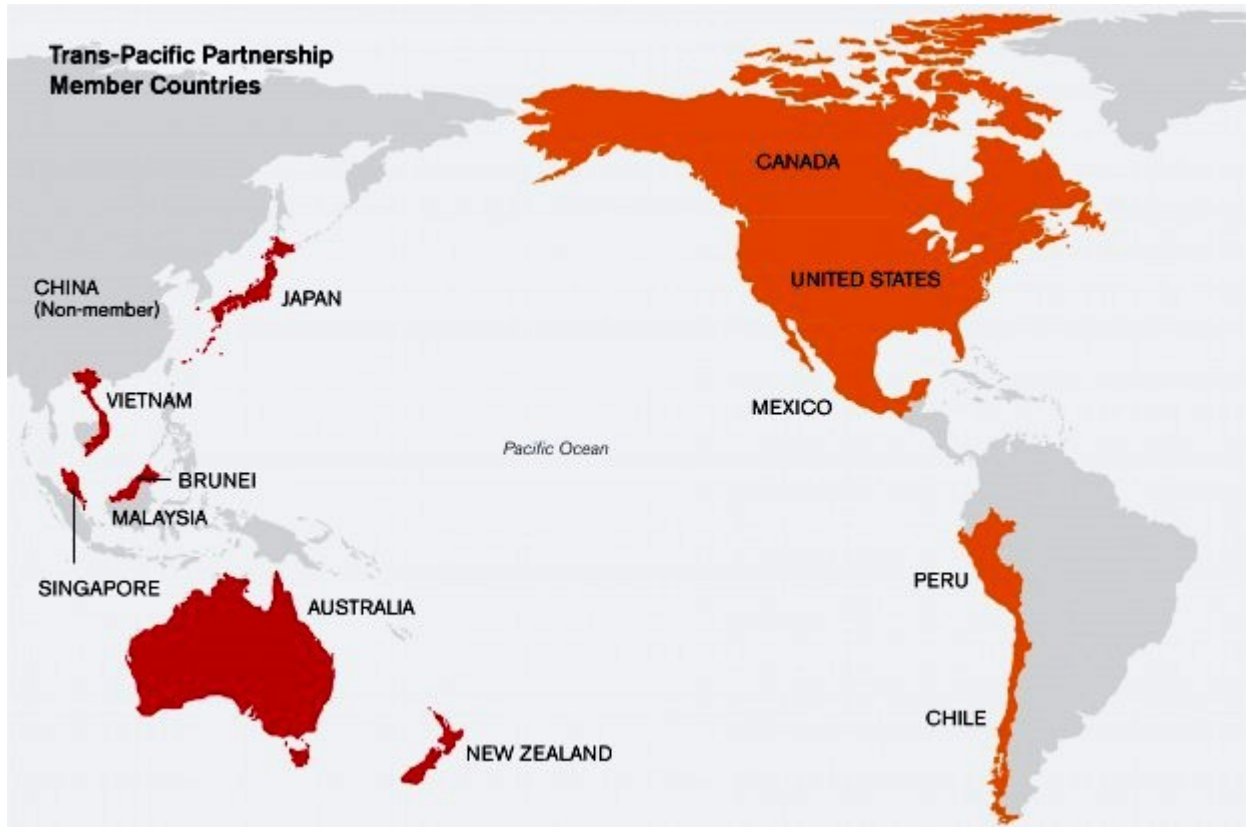 Trans-Pacific Partnership
Member Countries
CANADA
UNITED STATES
CHINA
(Non-member)
JAPAN
VIETNAM
MEXICO
Pacific Ocean
BRUNEI
MALAYSIA
SINGAPORE
PERU
AUSTRALIA
CHILE
NEW ZEALAND